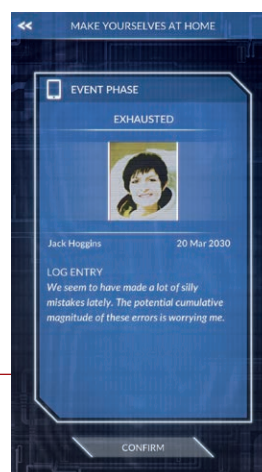 << MAKE YOURSELVES AT HOME
EVENT PHASE
EXHAUSTED
Jack Hoggins 20 Mar 2030
LOG ENTRY
We seem to have made a lot of silly
mistakes lately. The potential cumulative
magnitude of these errors is worrying me.
CONFIRM